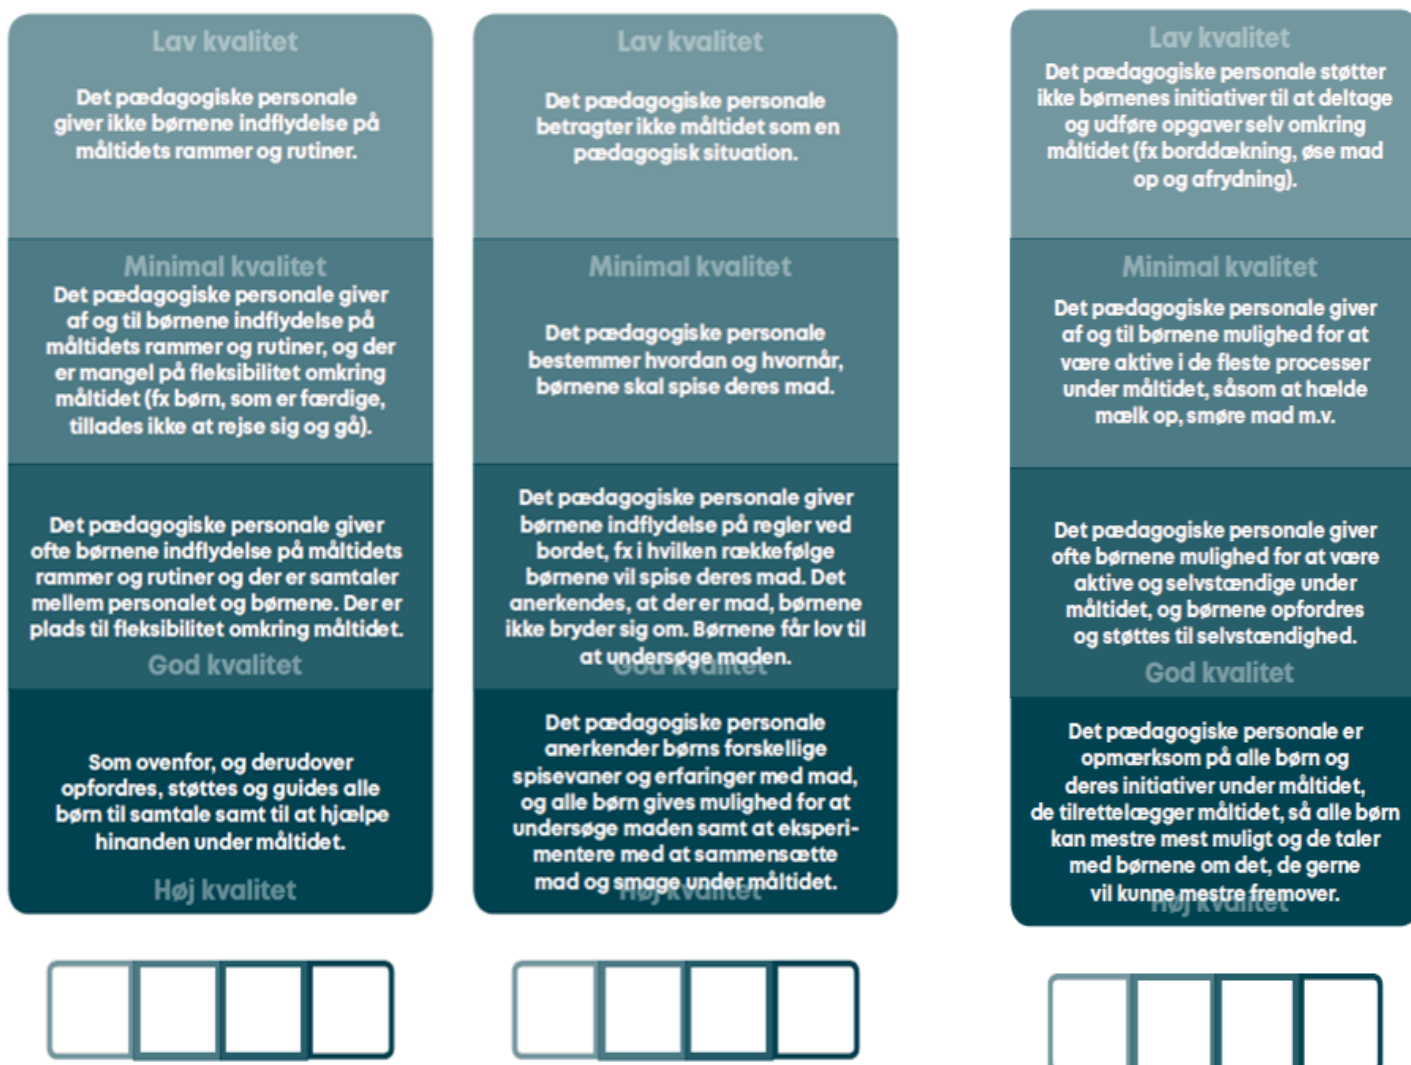 Lav kvalitet
Det pædagogiske personale
giver ikke børnene indflydelse på
måltidets rammer og rutiner.
Minimal kvalitet
Det pædagogiske personale giver
af og til børnene indflydelse på
måltidets rammer og rutiner, og der
er mangel på fleksibilitet omkring
måltidet (fx børn, som er færdige,
tillades ikke at rejse sig og gå).
Det pædagogiske personale giver
ofte børnene indflydelse på måltidets
rammer og rutiner og der er samtaler
mellem personalet og børnene. Der er
plads til fleksibilitet omkring måltidet.
God kvalitet
Som ovenfor, og derudover
opfordres, støttes og guides alle
børn til samtale samt til at hjælpe
hinanden under måltidet.
Høj kvalitet
Lav kvalitet
Det pædagogiske personale
betragter ikke måltidet som en
pædagogisk situation.
Minimal kvalitet
Det pædagogiske personale
bestemmer hvordan og hvornår,
børnene skal spise deres mad.
Det pædagogiske personale giver
børnene indflydelse på regler ved
bordet, fx i hvilken rækkefølge
børnene vil spise deres mad. Det
anerkendes, at der er mad, børnene
ikke bryder sig om. Børnene får lov til
at undersøge maden.
God kvalitet
Det pædagogiske personale
anerkender børns forskellige
spisevaner og erfaringer med mad,
og alle børn gives mulighed for at
undersøge maden samt at eksperi-
mentere med at sammensætte
mad og smage under måltidet.
Høj kvalitet
Lav kvalitet
Det pædagogiske personale støtter
ikke børnenes initiativer til at deltage
og udføre opgaver selv omkring
måltidet (fx borddækning, øse mad
op og afrydning).
Minimal kvalitet
Det pædagogiske personale giver
af og til børnene mulighed for at
være aktive i de fleste processer
under måltidet, såsom at hælde
mælk op, smøre mad m.v.
Det pædagogiske personale giver
ofte børnene mulighed for at være
aktive og selvstændige under
måltidet, og børnene opfordres
og støttes til selvstændighed.
God kvalitet
Det pædagogiske personale er
opmærksom på alle børn og
deres initiativer under måltidet,
de tilrettelægger måltidet, så alle børn
kan mestre mest muligt og de taler
med børnene om det, de gerne
vil kunne mestre fremover.
Høj kvalitet